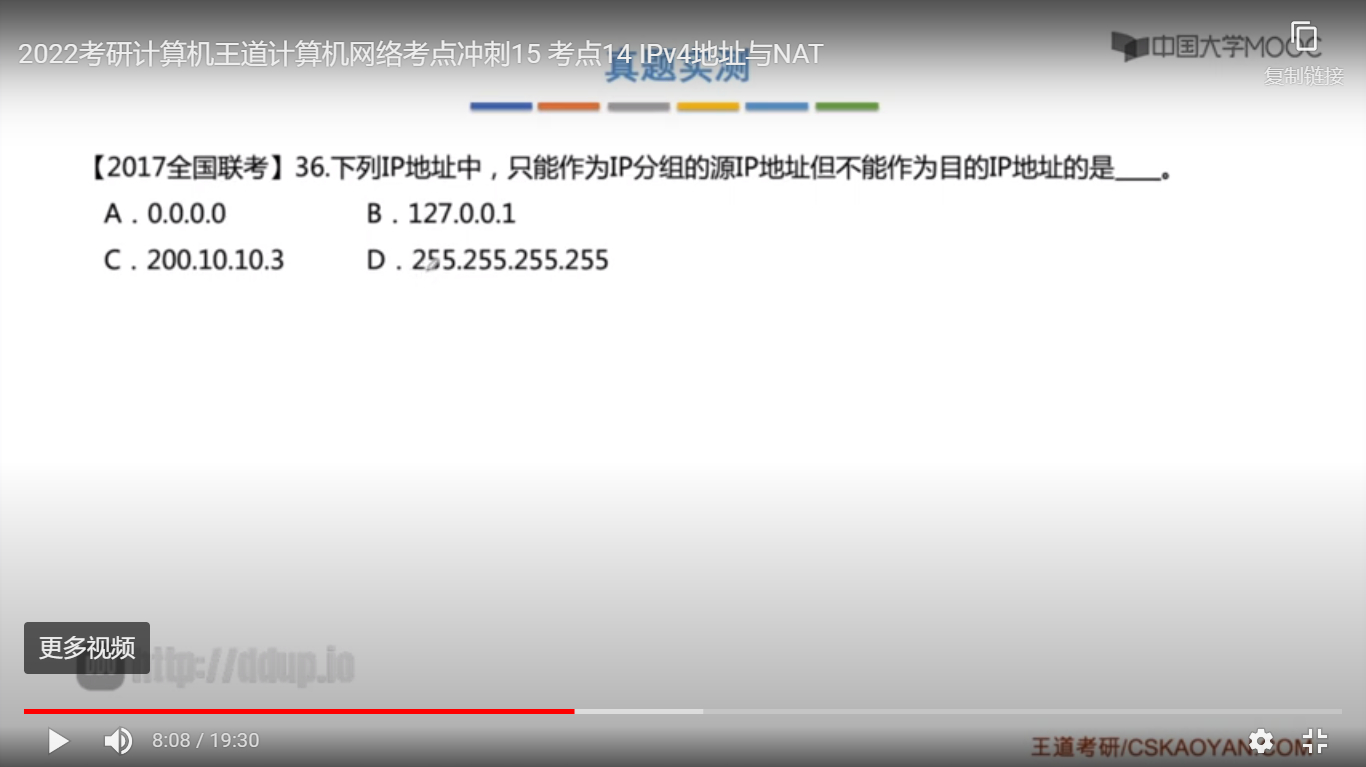 2022考研计算机王道计算机网络考点冲刺15 考点14 IPv4地址与NAT
中国大学MOOC
真题实测
复制链接
【2017全国联考】36.下列IP地址中，只能作为IP分组的源IP地址但不能作为目的IP地址的是____。
A．0.0.0.0 B．127.0.0.1
C．200.10.10.3 D．255.255.255.255
更多视频
http://ddup.io
8:08 / 19:30
王道考研/CSKAOYAN.COM